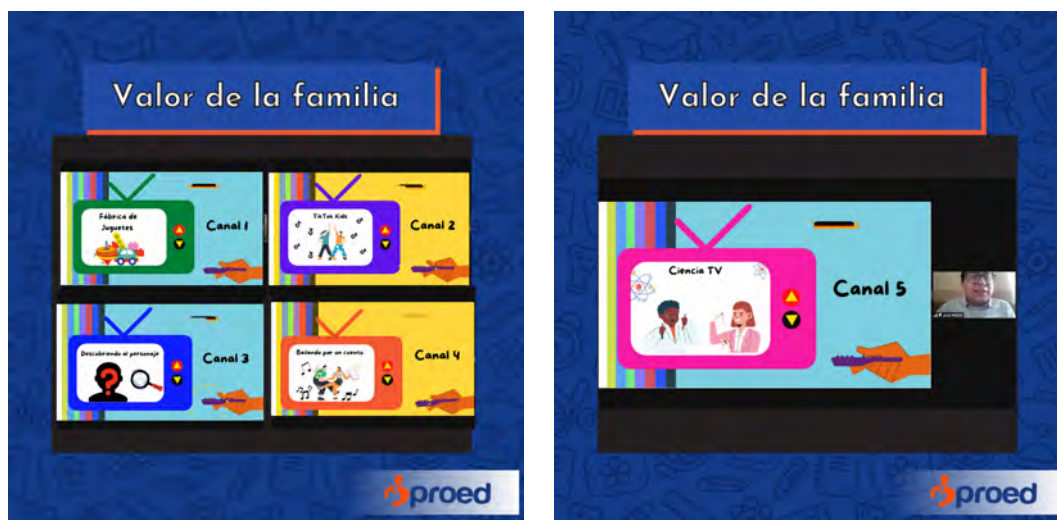 Valor de la familia
Fábrica de
Juguetes
Canal 1
TikTok Kids
Canal 2
Descubriendo al personaje
Canal 3
Bailando por un cuento
Canal 4
proed
Valor de la familia
Ciencia TV
Canal 5
proed